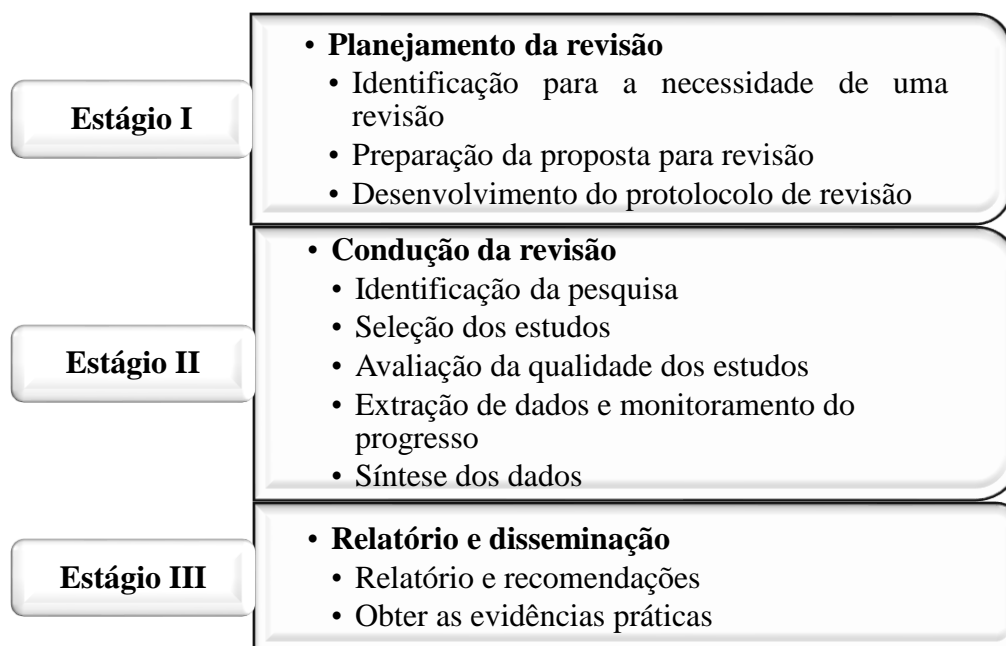 Estágio I
• Planejamento da revisão
• Identificação para a necessidade de uma
revisão
• Preparação da proposta para revisão
• Desenvolvimento do protolocolo de revisão
Estágio II
• Condução da revisão
• Identificação da pesquisa
• Seleção dos estudos
• Avaliação da qualidade dos estudos
• Extração de dados e monitoramento do
progresso
• Síntese dos dados
Estágio III
• Relatório e disseminação
• Relatório e recomendações
• Obter as evidências práticas